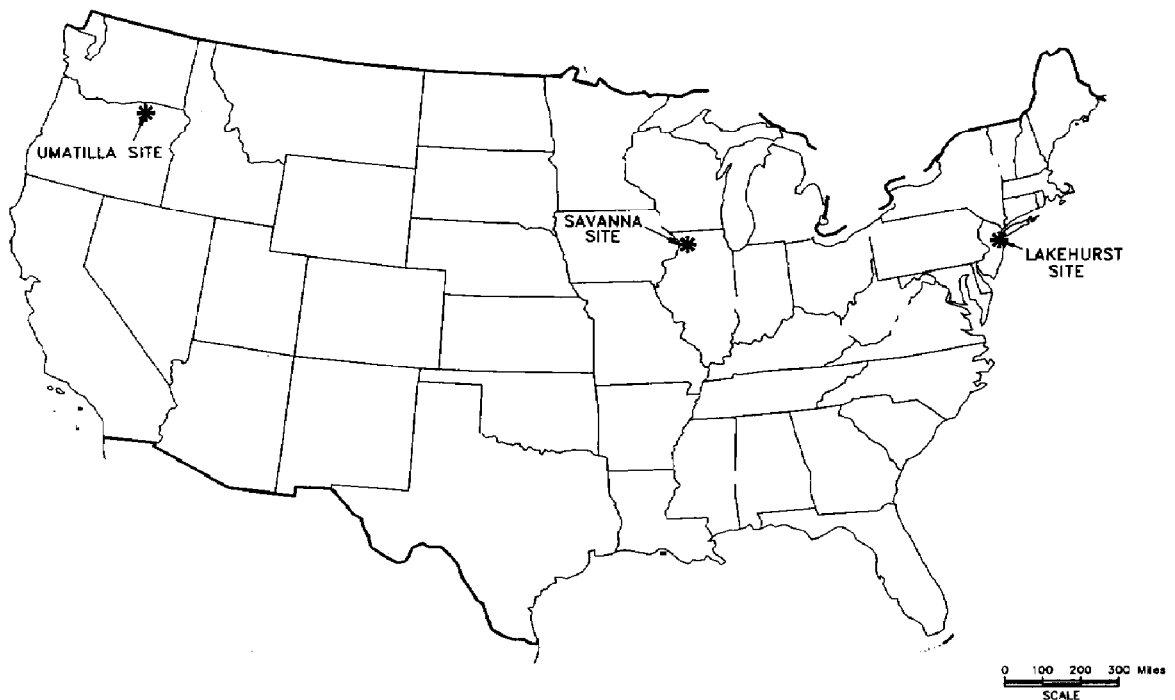 UMATILLA SITE
SAVANNA
SITE
LAKEHURST
SITE
0 100 200 300 Miles
SCALE